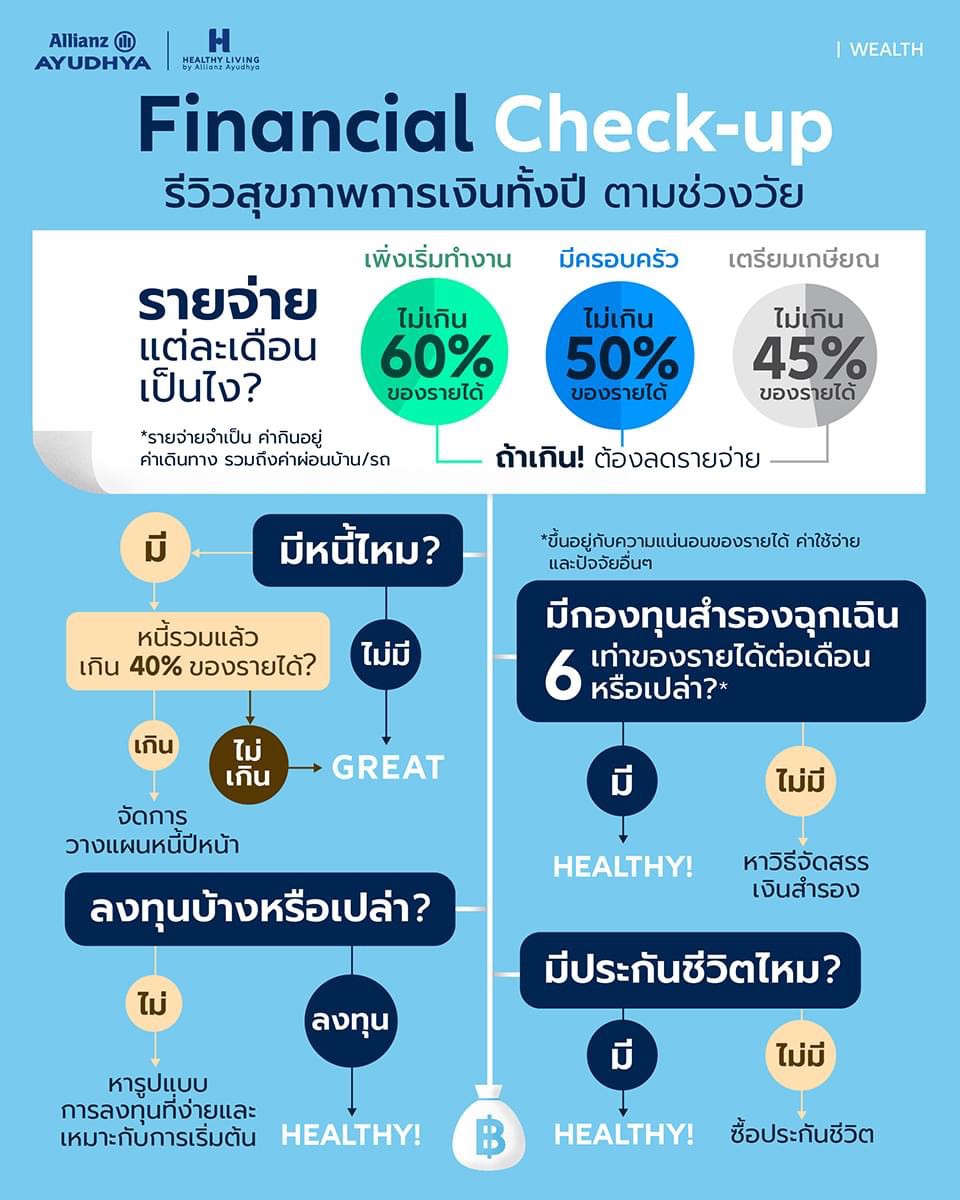 Allianz
AYUDHYA
HEALTHY LIVING
by Allianz Ayudhya
| WEALTH
Financial Check-up
รีวิวสุขภาพการเงินทั้งปี ตามช่วงวัย
รายจ่าย
แต่ละเดือน
เป็นไง?
*รายจ่ายจำเป็น ค่ากินอยู่
ค่าเดินทาง รวมถึงค่าผ่อนบ้าน/รถ
เพิ่งเริ่มทำงาน
ไม่เกิน
60%
ของรายได้
มีครอบครัว
ไม่เกิน
50%
ของรายได้
เตรียมเกษียณ
ไม่เกิน
45%
ของรายได้
ถ้าเกิน! ต้องลดรายจ่าย
มีหนี้ไหม?
มี
หนี้รวมแล้ว
เกิน 40% ของรายได้?
ไม่มี
เกิน
ไม่
เกิน
GREAT
จัดการ
วางแผนหนี้ปีหน้า
*ขึ้นอยู่กับความแน่นอนของรายได้ ค่าใช้จ่าย
และปัจจัยอื่นๆ
มีกองทุนสำรองฉุกเฉิน
6 เท่าของรายได้ต่อเดือน
หรือเปล่า?*
มี
HEALTHY!
ไม่มี
หาวิธีจัดสรร
เงินสำรอง
ลงทุนบ้างหรือเปล่า?
ไม่
หารูปแบบ
การลงทุนที่ง่ายและ
เหมาะกับการเริ่มต้น
ลงทุน
HEALTHY!
มีประกันชีวิตไหม?
มี
HEALTHY!
ไม่มี
ซื้อประกันชีวิต
฿